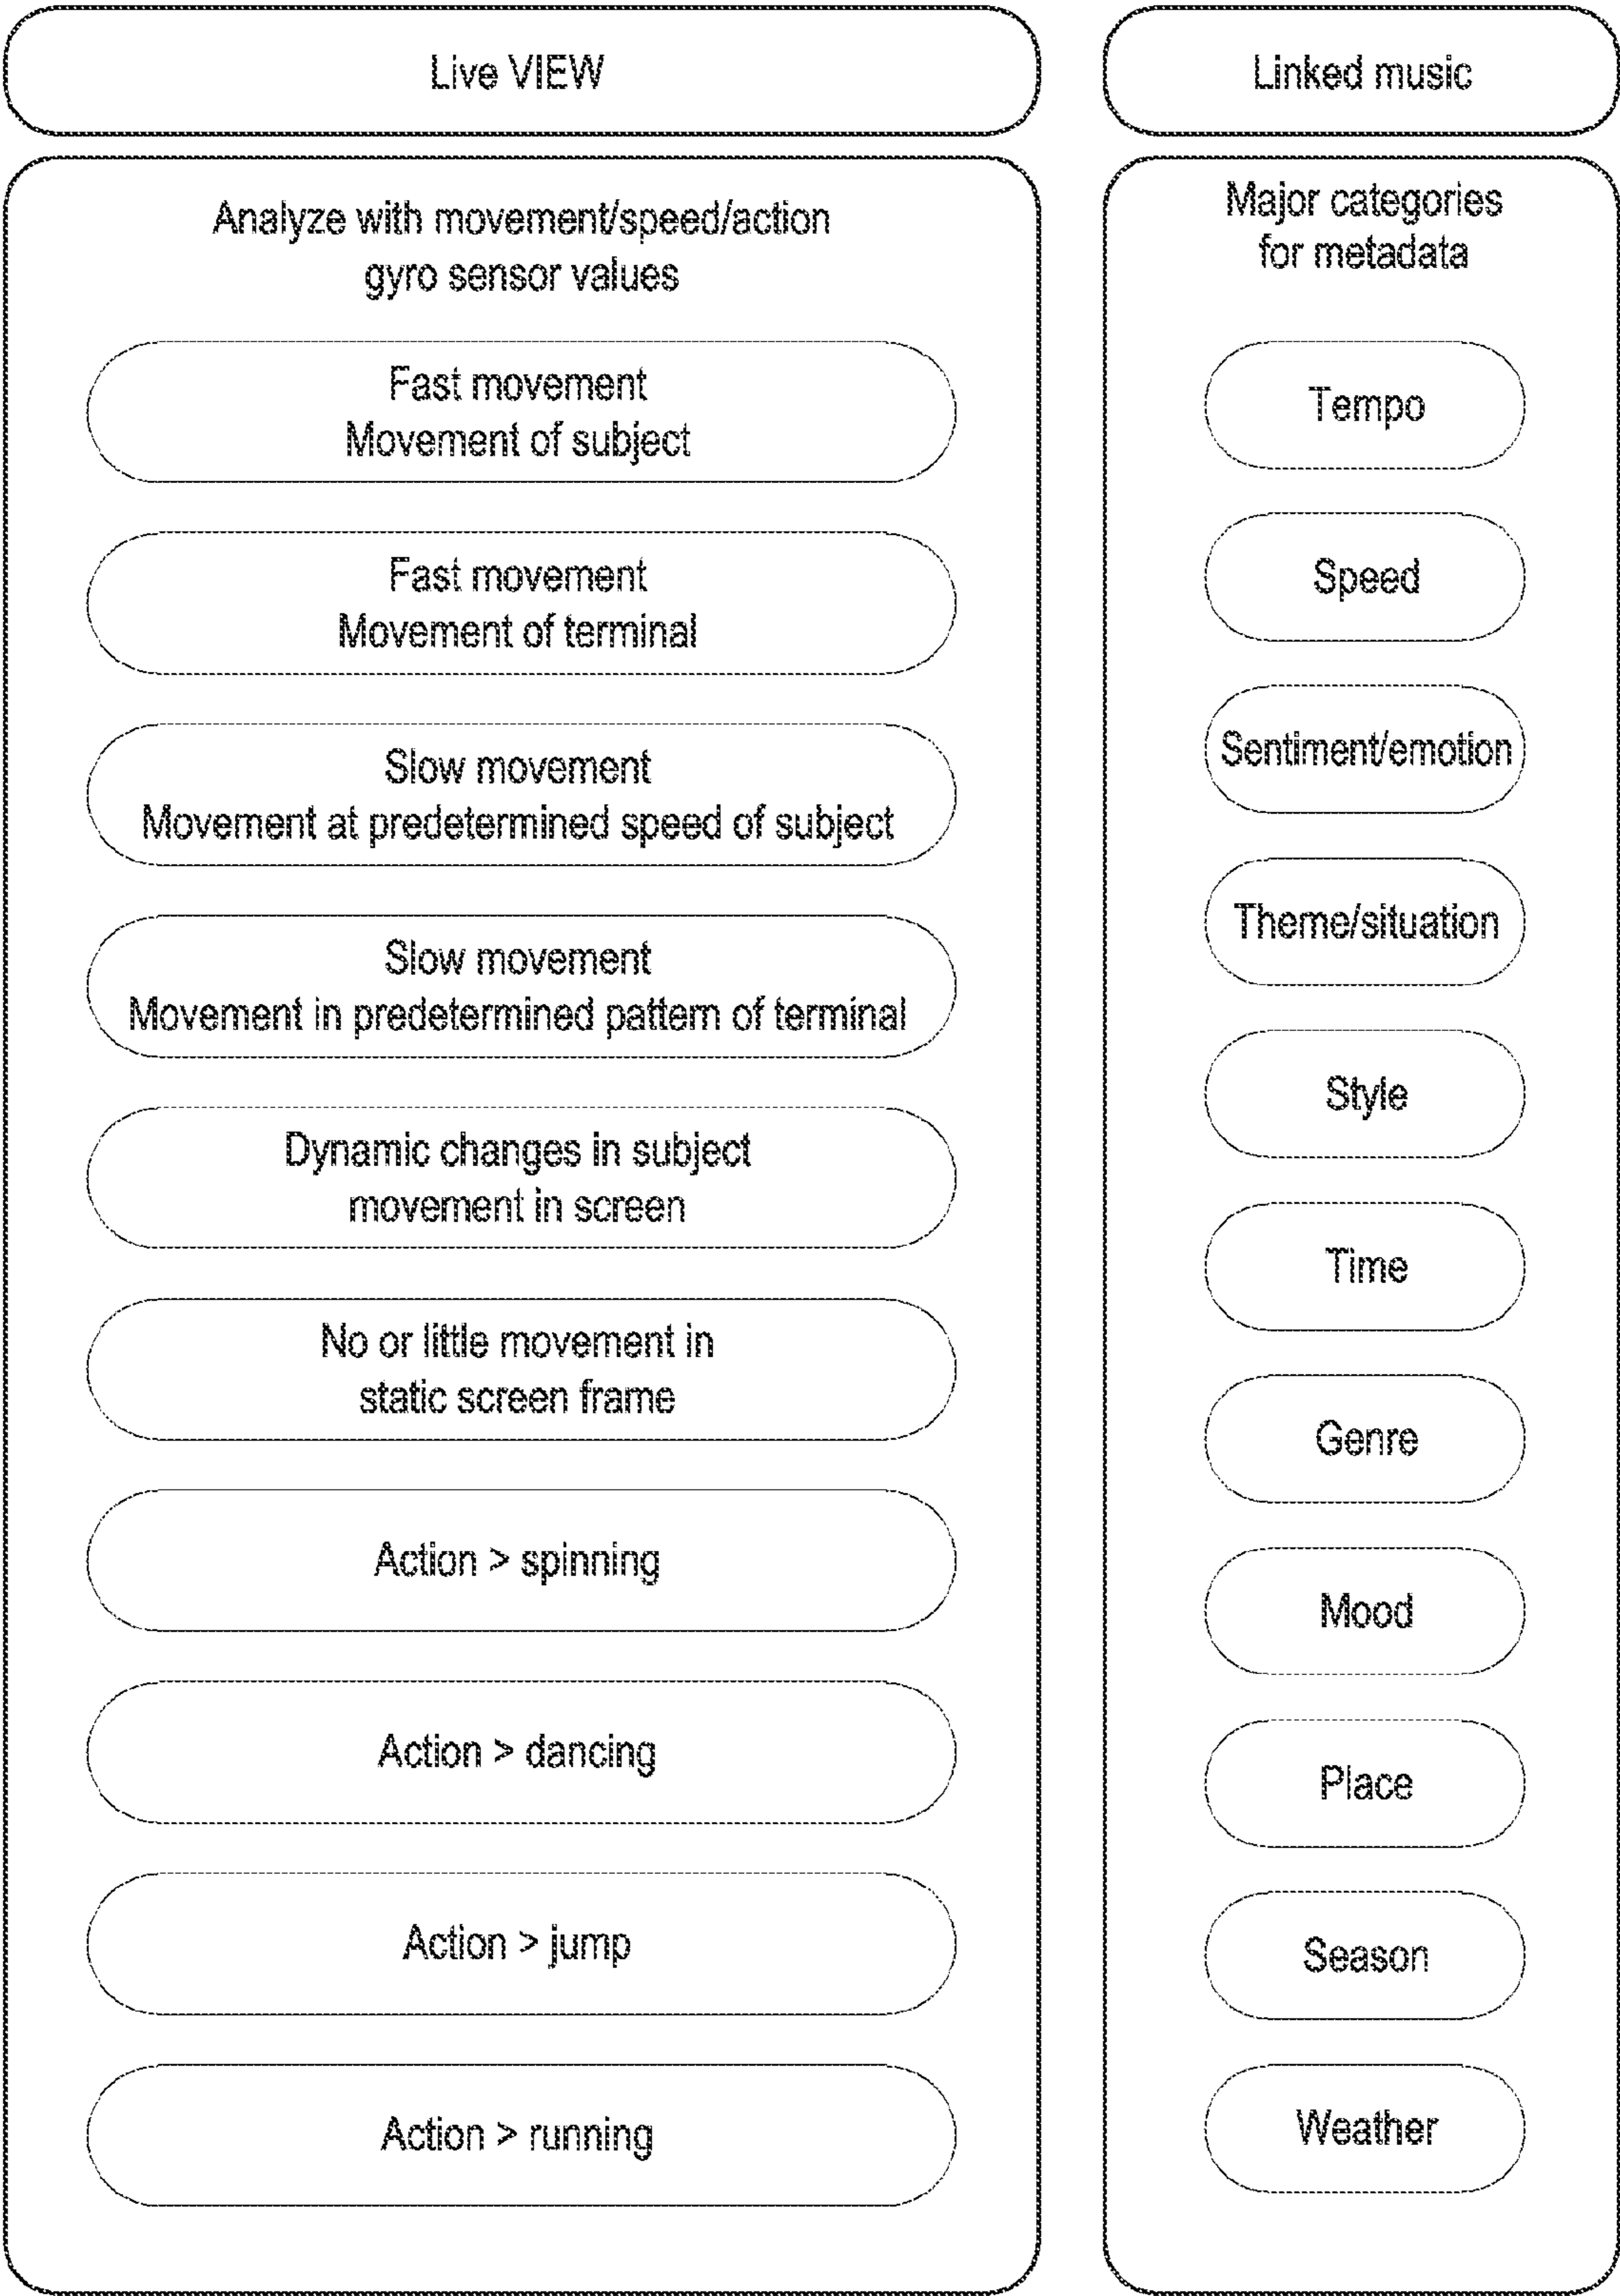 Live VIEW
Analyze with movement/speed/action
gyro sensor values
Fast movement
Movement of subject
Fast movement
Movement of terminal
Slow movement
Movement at predetermined speed of subject
Slow movement
Movement in predetermined pattern of terminal
Dynamic changes in subject
movement in screen
No or little movement in
static screen frame
Action > spinning
Action > dancing
Action > jump
Action > running
Linked music
Major categories
for metadata
Tempo
Speed
Sentiment/emotion
Theme/situation
Style
Time
Genre
Mood
Place
Season
Weather